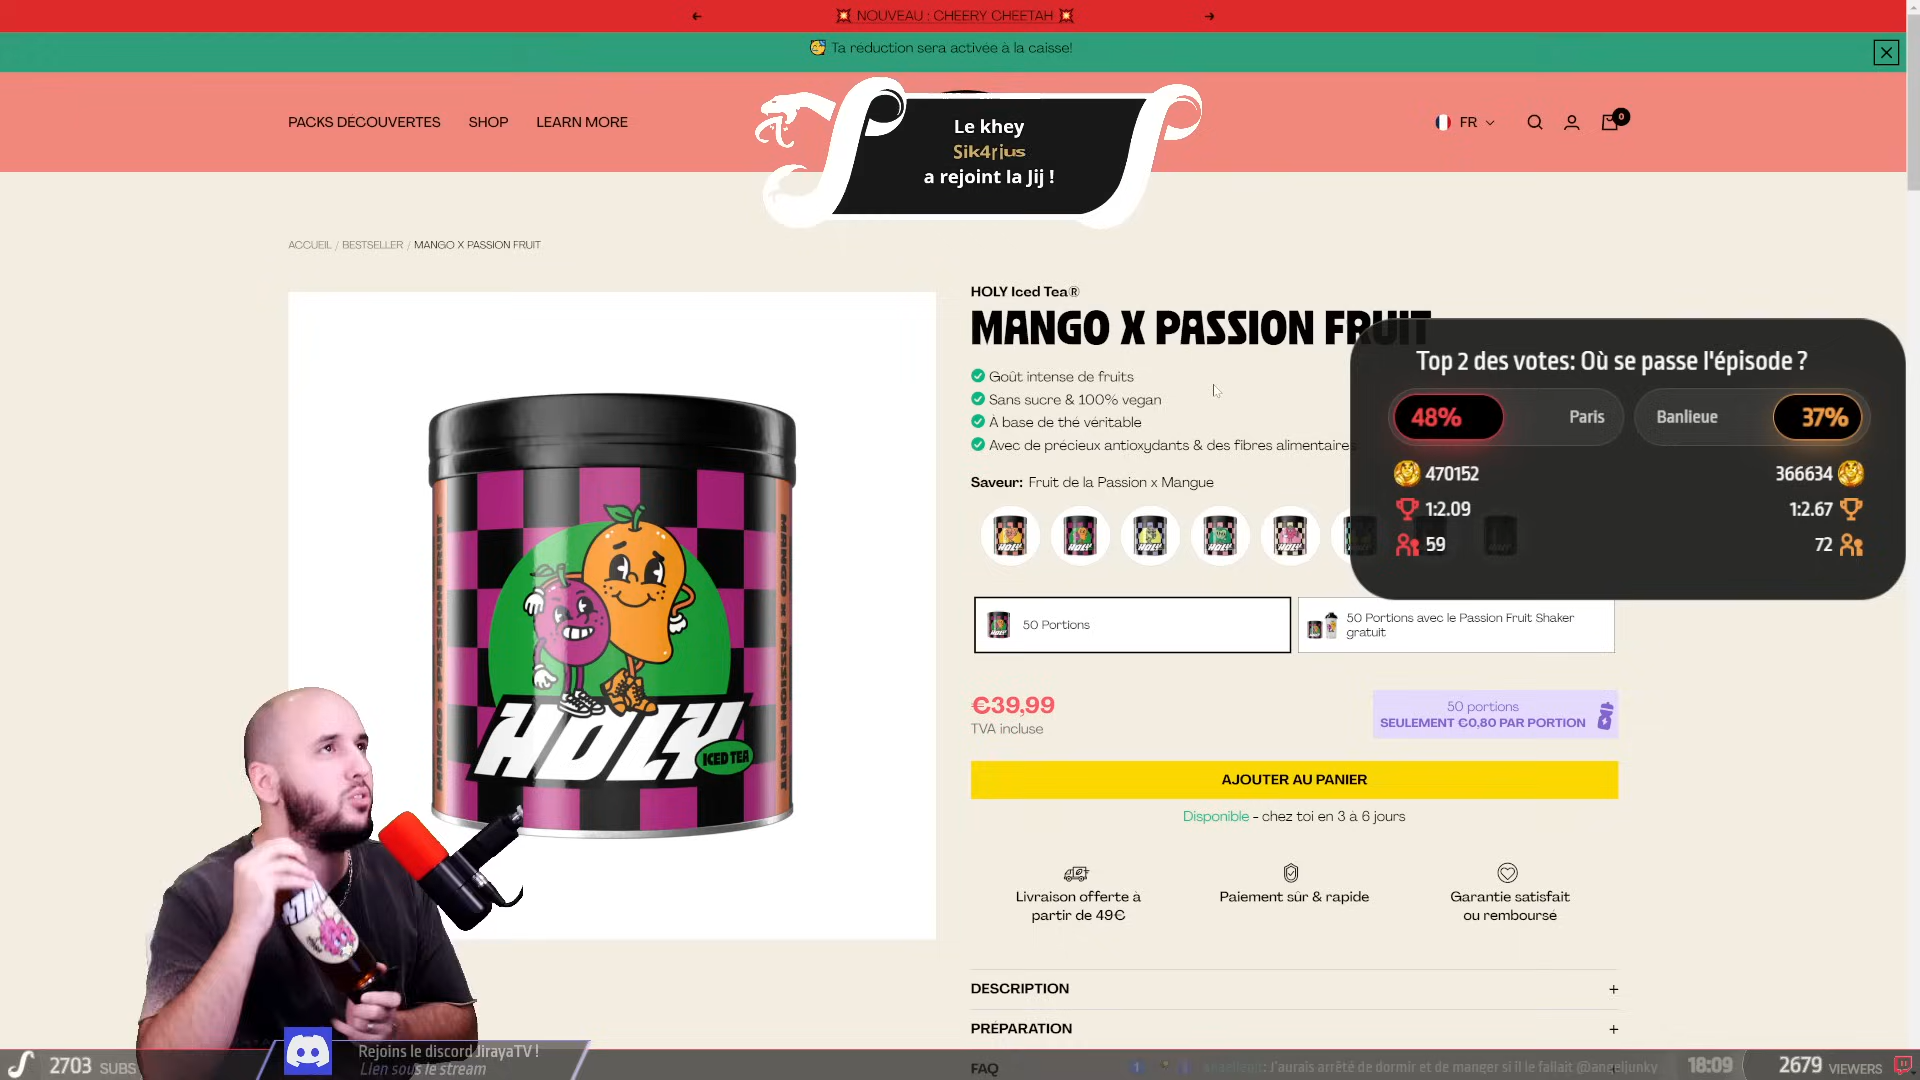 💥 NOUVEAU : CHEERY CHEETAH 💥
Ta réduction sera activée à la caisse!
PACKS DÉCOUVERTES
SHOP
LEARN MORE
Le khey
Sik4rius
a rejoint la Jij !
FR
0
ACCUEIL / BESTSELLER / MANGO X PASSION FRUIT
HOLY Iced Tea®
MANGO X PASSION FRUIT
Goût intense de fruits
Sans sucre & 100% vegan
À base de thé véritable
Avec de précieux antioxydants & des fibres alimentaires
Saveur: Fruit de la Passion x Mangue
Top 2 des votes: Où se passe l'épisode ?
48% Paris
Banlieue 37%
470152
366634
1:2.09
1:2.67
59
72
MANGO X PASSION FRUIT
HOLY
ICED TEA
50 Portions
50 Portions avec le Passion Fruit Shaker
gratuit
€39,99
TVA incluse
50 portions
SEULEMENT €0,80 PAR PORTION
AJOUTER AU PANIER
Disponible - chez toi en 3 à 6 jours
Livraison offerte à
partir de 49€
Paiement sûr & rapide
Garantie satisfait
ou remboursé
DESCRIPTION
PRÉPARATION
FAQ
2703 SUBS
Rejoins le discord JirayaTV !
Lien sous le stream
: J'aurais arrêté de dormir et de manger si il le fallait @angeljunky
18:09
2679 VIEWERS